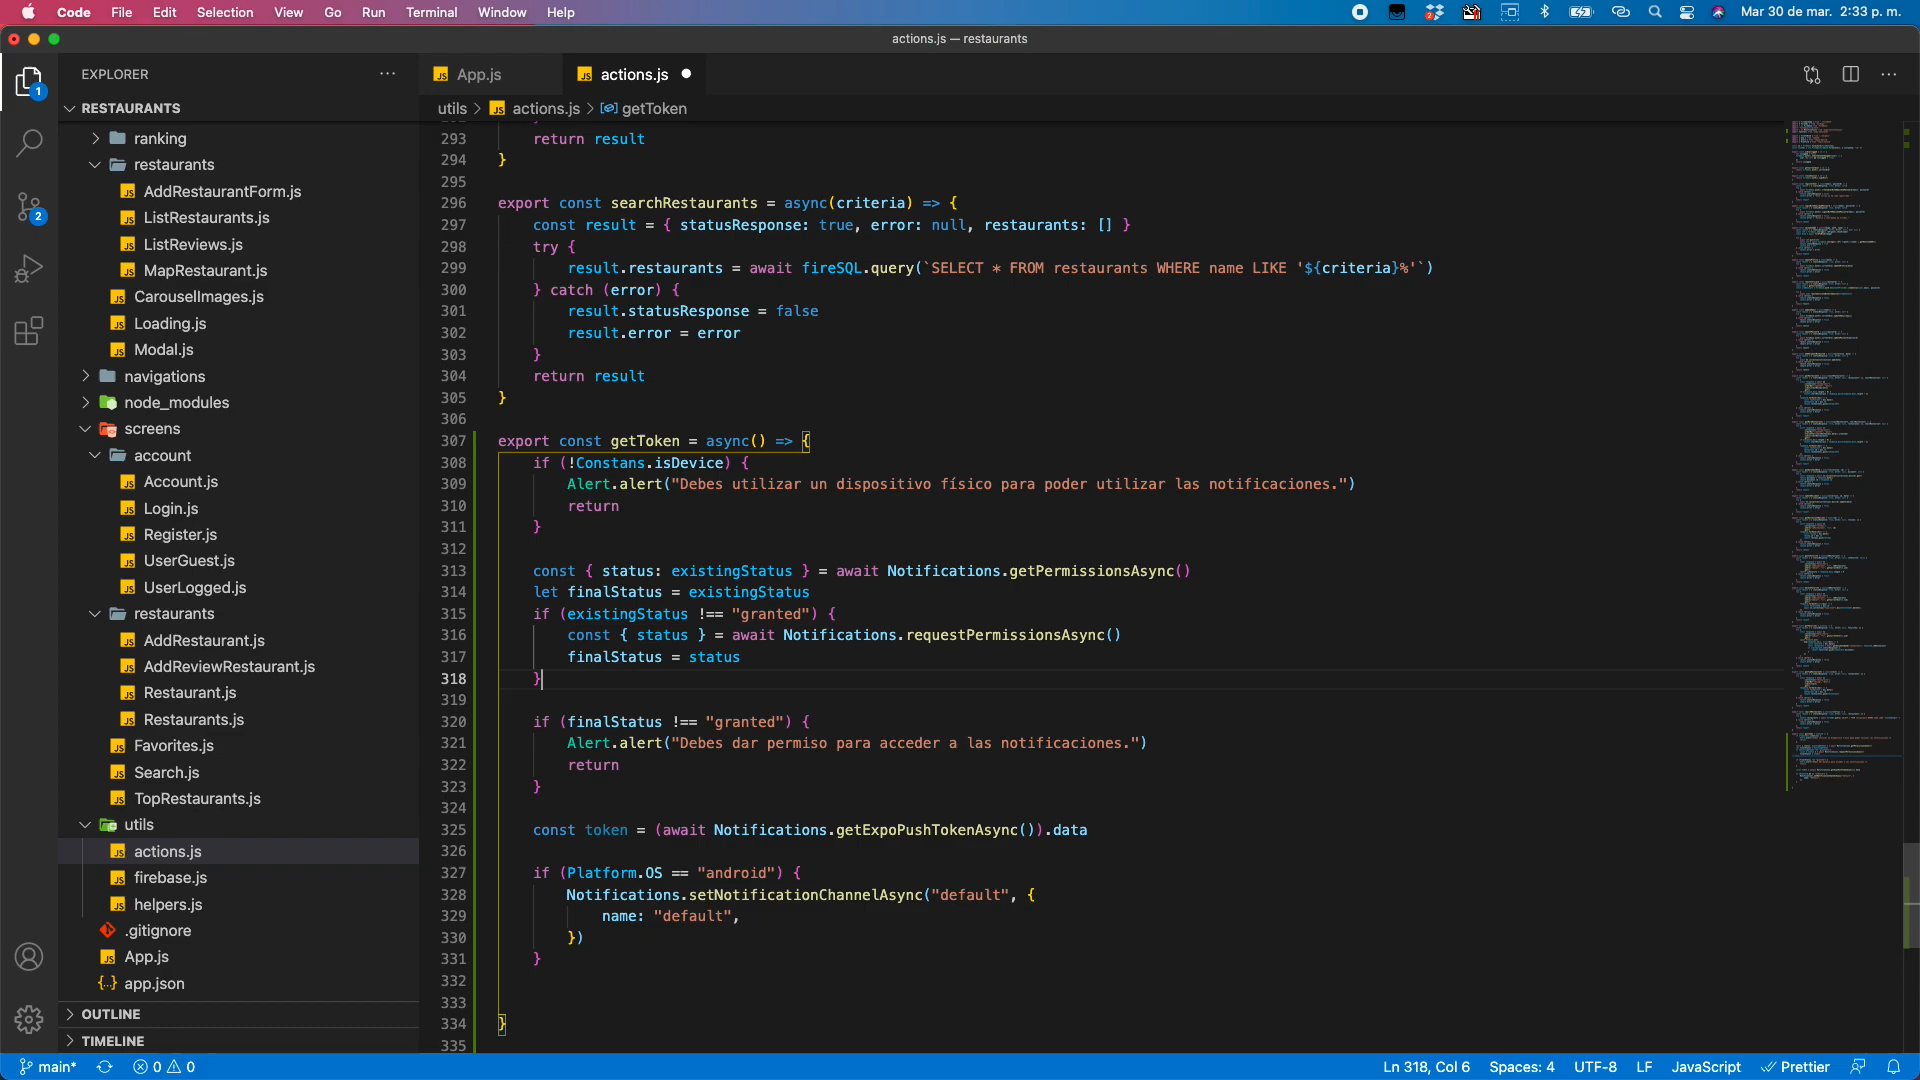 Code File Edit Selection View Go Run Terminal Window Help
2
Mar 30 de mar. 2:33 p. m.
actions.js — restaurants
EXPLORER
1
App.js
actions.js
RESTAURANTS
utils > actions.js > getToken
ranking
restaurants
AddRestaurantForm.js
ListRestaurants.js
2
ListReviews.js
MapRestaurant.js
CarouselImages.js
Loading.js
Modal.js
navigations
node_modules
screens
account
Account.js
Login.js
Register.js
UserGuest.js
UserLogged.js
restaurants
AddRestaurant.js
AddReviewRestaurant.js
Restaurant.js
Restaurants.js
Favorites.js
Search.js
TopRestaurants.js
utils
actions.js
firebase.js
helpers.js
.gitignore
App.js
{..} app.json
OUTLINE
TIMELINE
293 return result
294 }
295
296 export const searchRestaurants = async(criteria) => {
297 const result = { statusResponse: true, error: null, restaurants: [] }
298 try {
299 result.restaurants = await fireSQL.query(`SELECT * FROM restaurants WHERE name LIKE '${criteria}%'`)
300 } catch (error) {
301 result.statusResponse = false
302 result.error = error
303 }
304 return result
305 }
306
307 export const getToken = async() => {
308 if (!Constans.isDevice) {
309 Alert.alert("Debes utilizar un dispositivo físico para poder utilizar las notificaciones.")
310 return
311 }
312
313 const { status: existingStatus } = await Notifications.getPermissionsAsync()
314 let finalStatus = existingStatus
315 if (existingStatus !== "granted") {
316 const { status } = await Notifications.requestPermissionsAsync()
317 finalStatus = status
318 }
319
320 if (finalStatus !== "granted") {
321 Alert.alert("Debes dar permiso para acceder a las notificaciones.")
322 return
323 }
324
325 const token = (await Notifications.getExpoPushTokenAsync()).data
326
327 if (Platform.OS == "android") {
328 Notifications.setNotificationChannelAsync("default", {
329 name: "default",
330 })
331 }
332
333
334 }
335
main* 0 0 Ln 318, Col 6 Spaces: 4 UTF-8 LF JavaScript Prettier